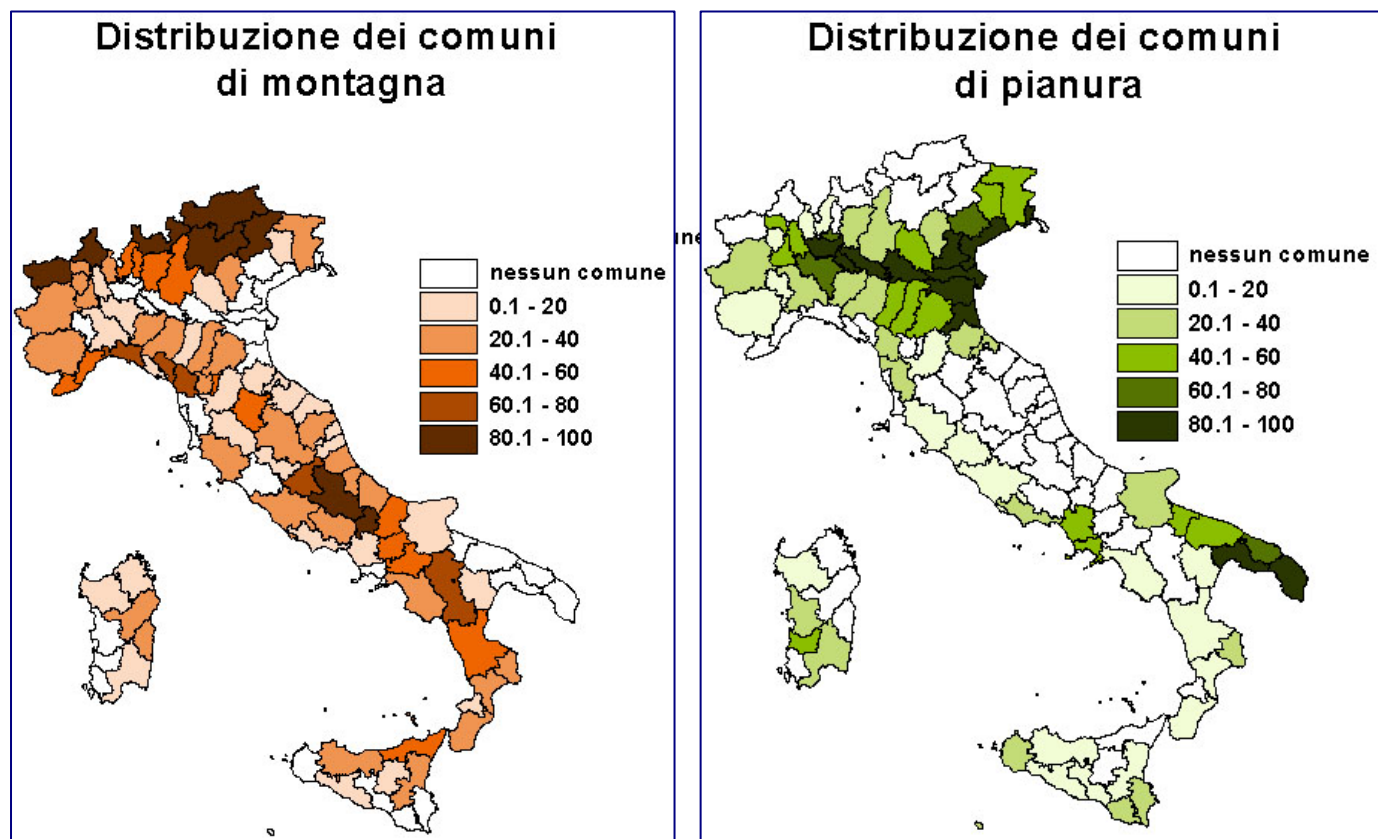 Distribuzione dei comuni
di montagna
nessun comune
0.1 - 20
20.1 - 40
40.1 - 60
60.1 - 80
80.1 - 100
Distribuzione dei comuni
di pianura
nessun comune
0.1 - 20
20.1 - 40
40.1 - 60
60.1 - 80
80.1 - 100